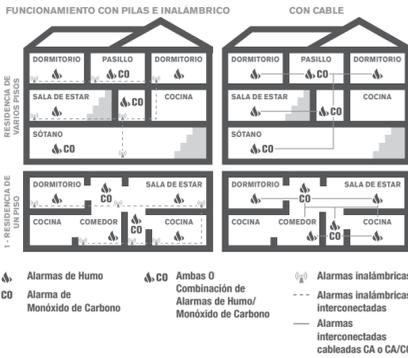 FUNCIONAMIENTO CON PILAS E INALÁMBRICO
CON CABLE
RESIDENCIA DE
VARIOS PISOS
DORMITORIO PASILLO DORMITORIO
CO
SALA DE ESTAR COCINA
CO
SÓTANO
CO
DORMITORIO PASILLO DORMITORIO
CO
SALA DE ESTAR COCINA
CO
SÓTANO
CO
1 - RESIDENCIA DE
UN PISO
DORMITORIO SALA DE ESTAR
CO
COCINA COMEDOR COCINA
CO
DORMITORIO SALA DE ESTAR
CO
COCINA COMEDOR COCINA
CO
Alarmas de Humo
CO Alarma de
Monóxido de Carbono
CO Ambas O
Combinación de
Alarmas de Humo/
Monóxido de Carbono
Alarmas inalámbricas
Alarmas inalámbricas
interconectadas
Alarmas
interconectadas
cableadas CA o CA/CC